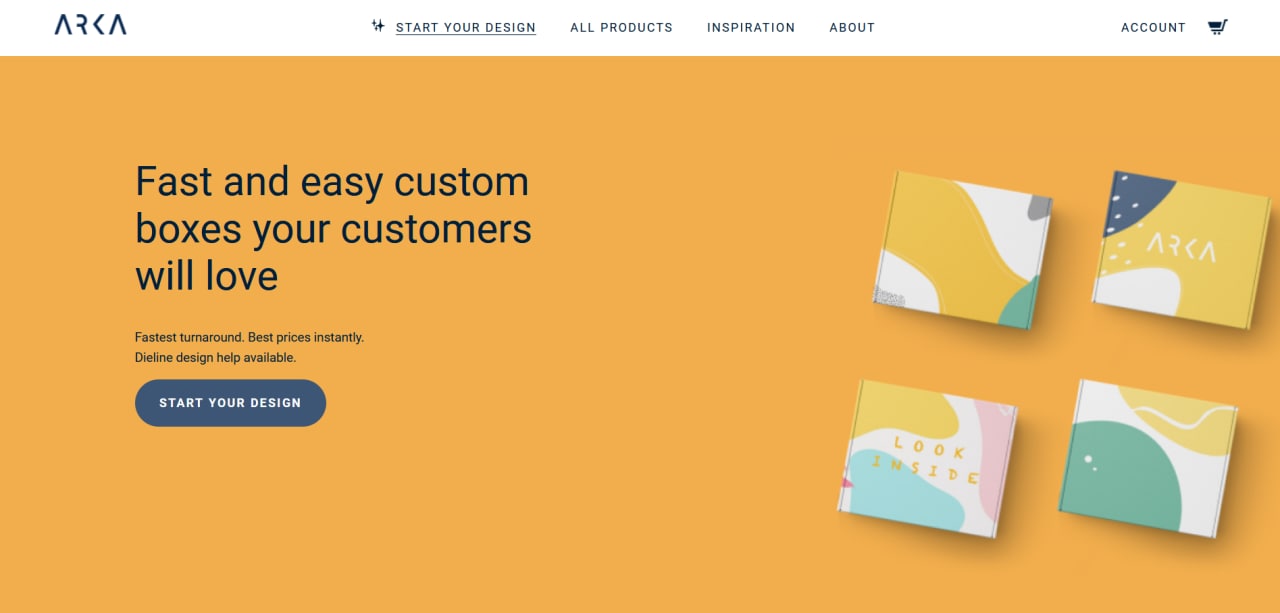 ARKA
START YOUR DESIGN
ALL PRODUCTS
INSPIRATION
ABOUT
ACCOUNT
Fast and easy custom
boxes your customers
will love
Fastest turnaround. Best prices instantly.
Dieline design help available.
START YOUR DESIGN
ARKA
LOOK
INSIDE